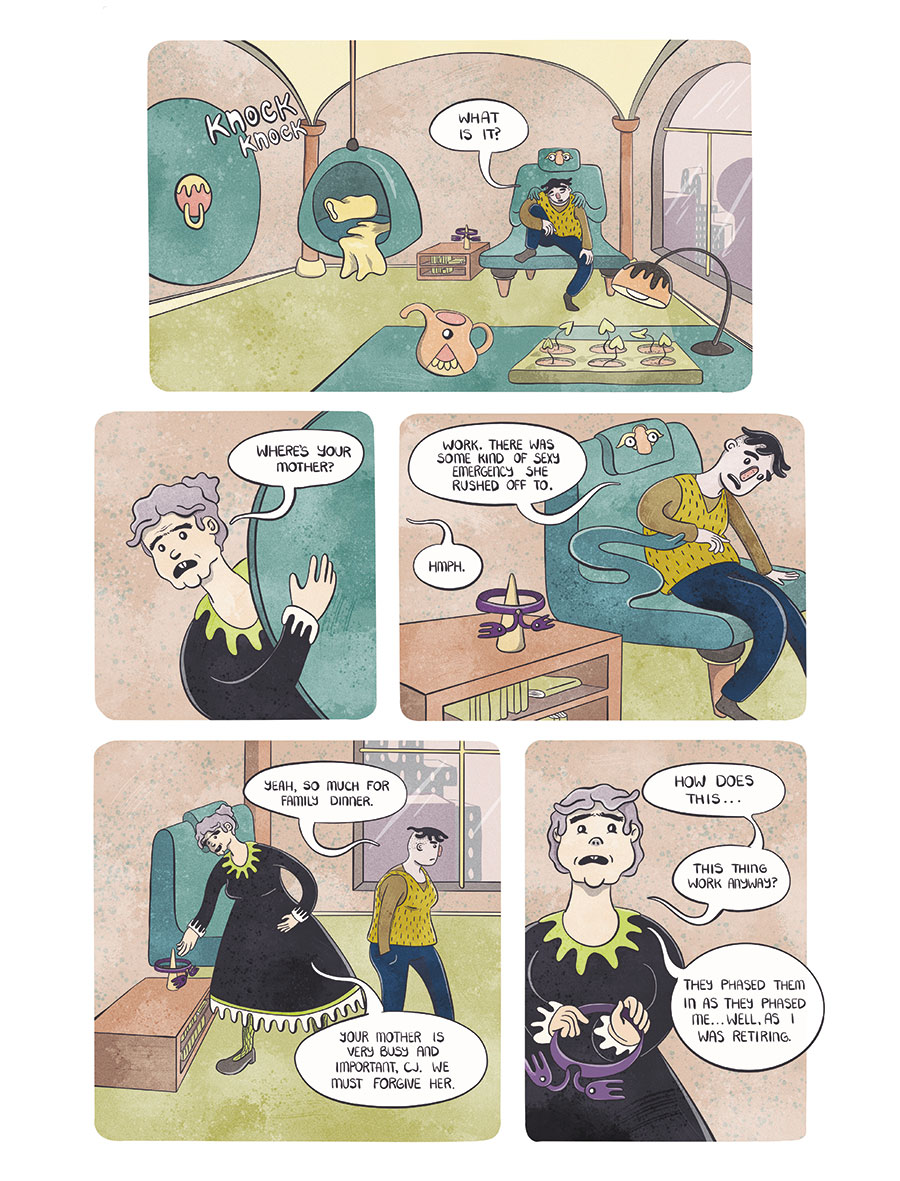 KNOCK
KNOCK
WHAT
IS IT?
WHERE'S YOUR
MOTHER?
WORK. THERE WAS
SOME KIND OF SEXY
EMERGENCY SHE
RUSHED OFF TO.
HMPH.
YEAH, SO MUCH FOR
FAMILY DINNER.
YOUR MOTHER IS
VERY BUSY AND
IMPORTANT, CJ. WE
MUST FORGIVE HER.
HOW DOES
THIS...
THIS THING
WORK ANYWAY?
THEY PHASED THEM
IN AS THEY PHASED
ME... WELL, AS I
WAS RETIRING.